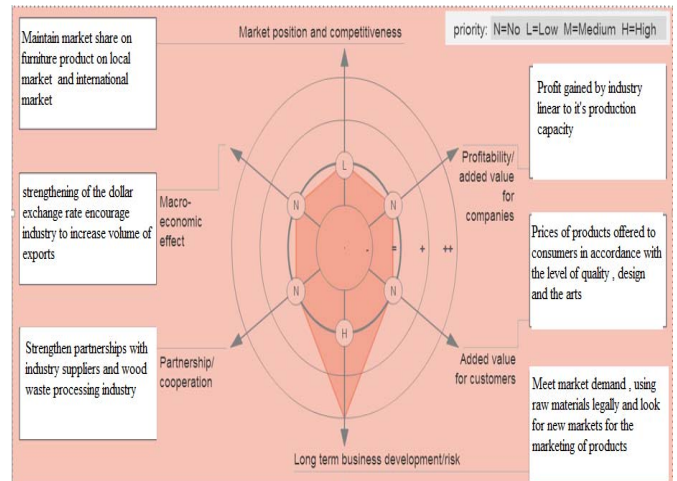 Maintain market share on
furniture product on local
market and international
market
Market position and competitiveness
priority: N=No L=Low M=Medium H=High
Profit gained by industry
linear to it's production
capacity
Profitability/
added value
for
companies
strengthening of the dollar
exchange rate encourage
industry to increase volume of
exports
Macro-
economic
effect
L
N
N
- = + ++
N
N
H
Prices of products offered to
consumers in accordance with
the level of quality , design
and the arts
Strengthen partnerships with
industry suppliers and wood
waste processing industry
Partnership/
cooperation
Added value
for customers
Meet market demand , using
raw materials legally and look
for new markets for the
marketing of products
Long term business development/risk